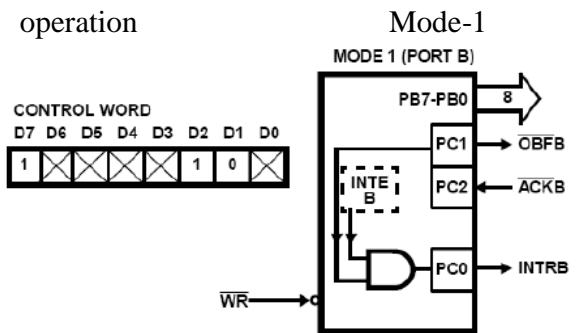 operation Mode-1
MODE 1 (PORT B)
PB7-PB0 8
CONTROL WORD
D7 D6 D5 D4 D3 D2 D1 D0
1 1 0
PC1 OBFB
INTE
B
PC2 ACKB
PC0 INTRB
WR